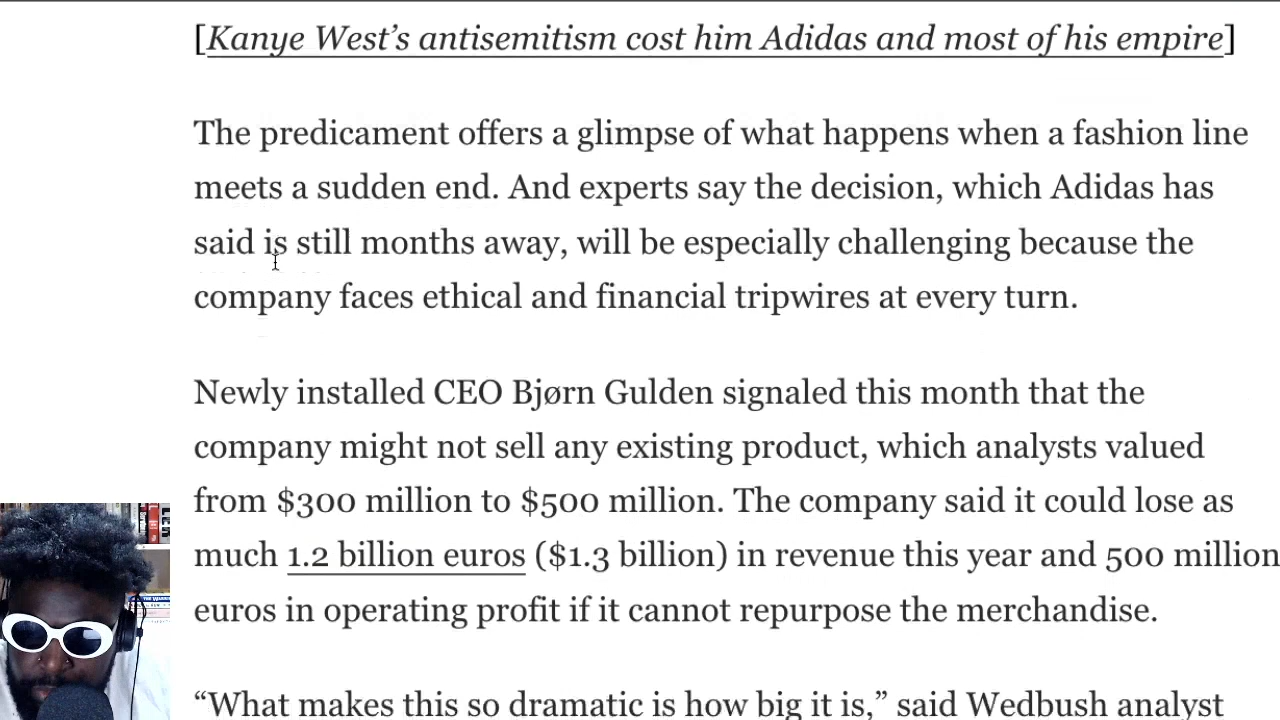 [Kanye West’s antisemitism cost him Adidas and most of his empire]
The predicament offers a glimpse of what happens when a fashion line
meets a sudden end. And experts say the decision, which Adidas has
said is still months away, will be especially challenging because the
company faces ethical and financial tripwires at every turn.
Newly installed CEO Bjørn Gulden signaled this month that the
company might not sell any existing product, which analysts valued
from $300 million to $500 million. The company said it could lose as
much 1.2 billion euros ($1.3 billion) in revenue this year and 500 million
euros in operating profit if it cannot repurpose the merchandise.
“What makes this so dramatic is how big it is,” said Wedbush analyst